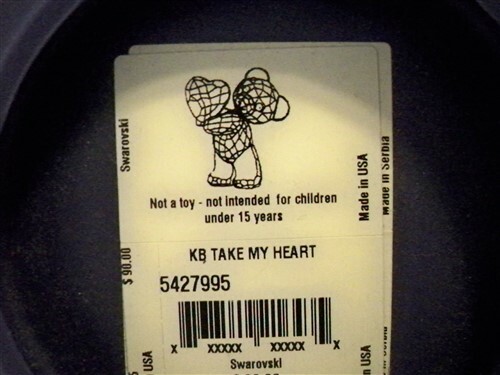 Swarovski
Not a toy - not intended for children
under 15 years
Made in USA
Made in Serbia
$ 90.00
KB TAKE MY HEART
5427995
X XXXXX XXXXX X
Swarovski
USA
in USA